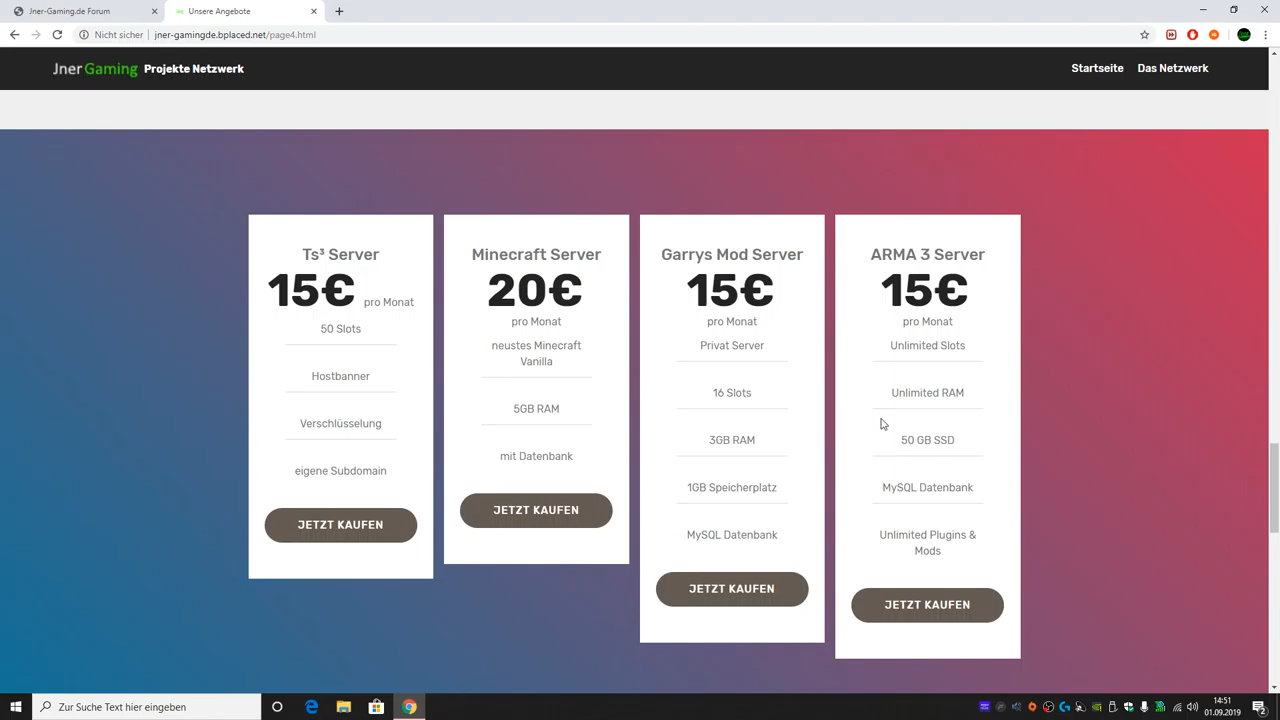 Jner-Gaming.de Forum
Unsere Angebote
Nicht sicher
jner-gamingde.bplaced.net/page4.html
Jner Gaming
Projekte Netzwerk
Startseite
Das Netzwerk
Ts³ Server
15€ pro Monat
50 Slots
Hostbanner
Verschlüsselung
eigene Subdomain
JETZT KAUFEN
Minecraft Server
20€
pro Monat
neustes Minecraft
Vanilla
5GB RAM
mit Datenbank
JETZT KAUFEN
Garrys Mod Server
15€
pro Monat
Privat Server
16 Slots
3GB RAM
1GB Speicherplatz
MySQL Datenbank
JETZT KAUFEN
ARMA 3 Server
15€
pro Monat
Unlimited Slots
Unlimited RAM
50 GB SSD
MySQL Datenbank
Unlimited Plugins &
Mods
JETZT KAUFEN
Zur Suche Text hier eingeben
14:51
01.09.2019
2